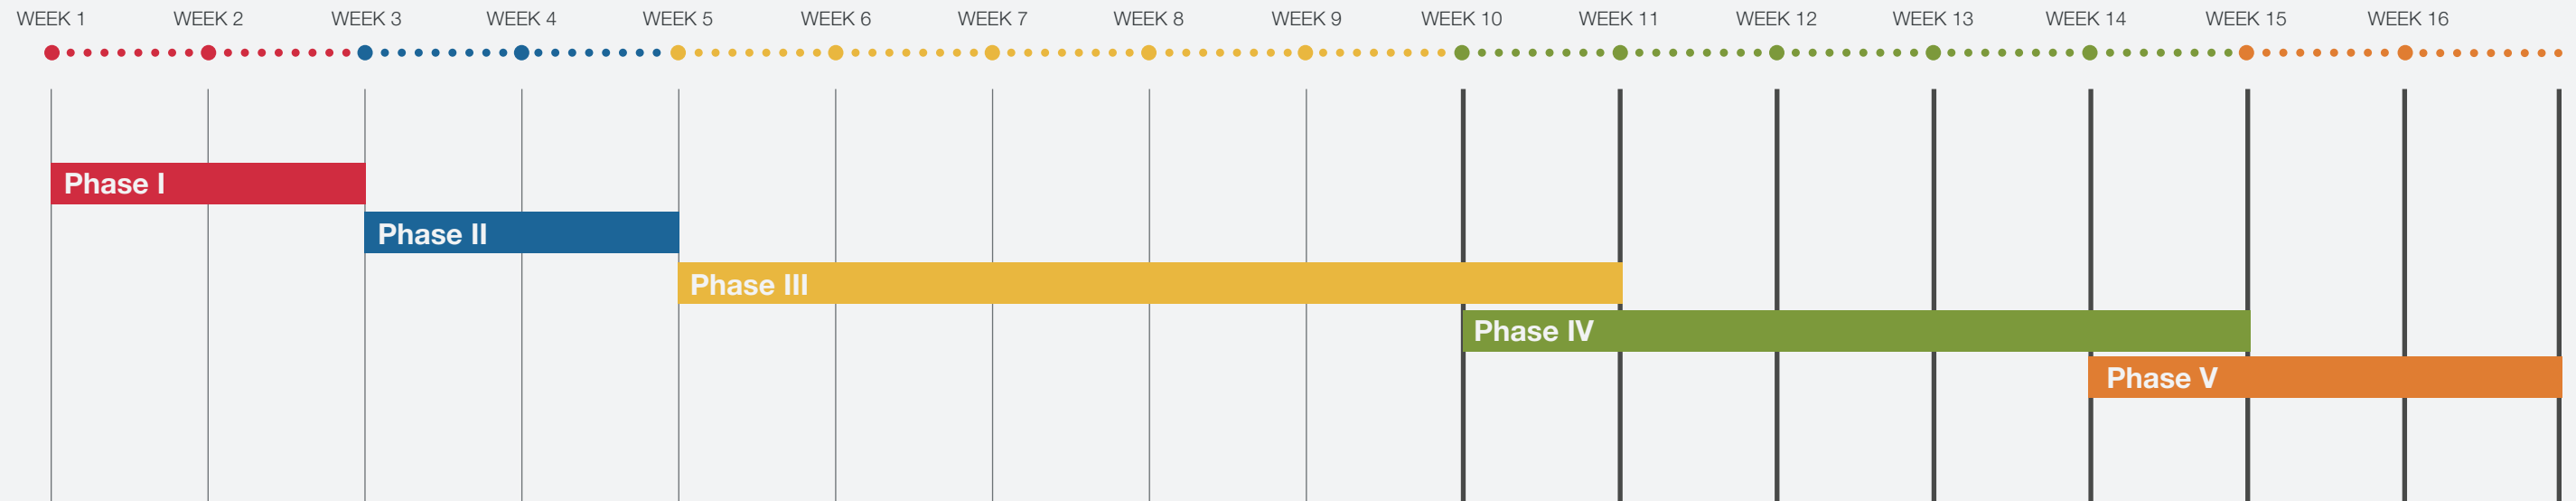 WEEK 1 WEEK 2 WEEK 3 WEEK 4 WEEK 5 WEEK 6 WEEK 7 WEEK 8 WEEK 9 WEEK 10 WEEK 11 WEEK 12 WEEK 13 WEEK 14 WEEK 15 WEEK 16
Phase I
Phase II
Phase III
Phase IV
Phase V